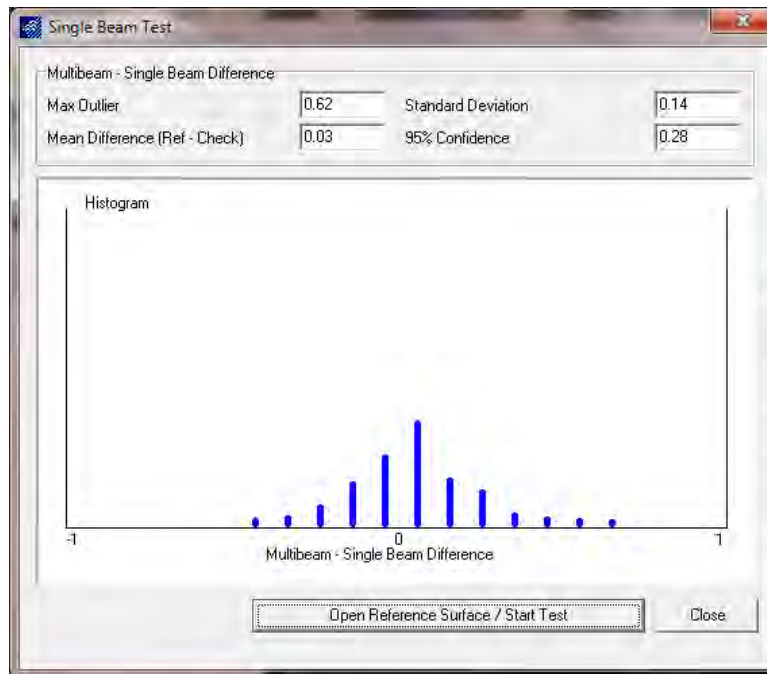 Single Beam Test
Multibeam - Single Beam Difference
Max Outlier 0.62 Standard Deviation 0.14
Mean Difference (Ref - Check) 0.03 95% Confidence 0.28
Histogram
-1 0 1
Multibeam - Single Beam Difference
Open Reference Surface / Start Test Close